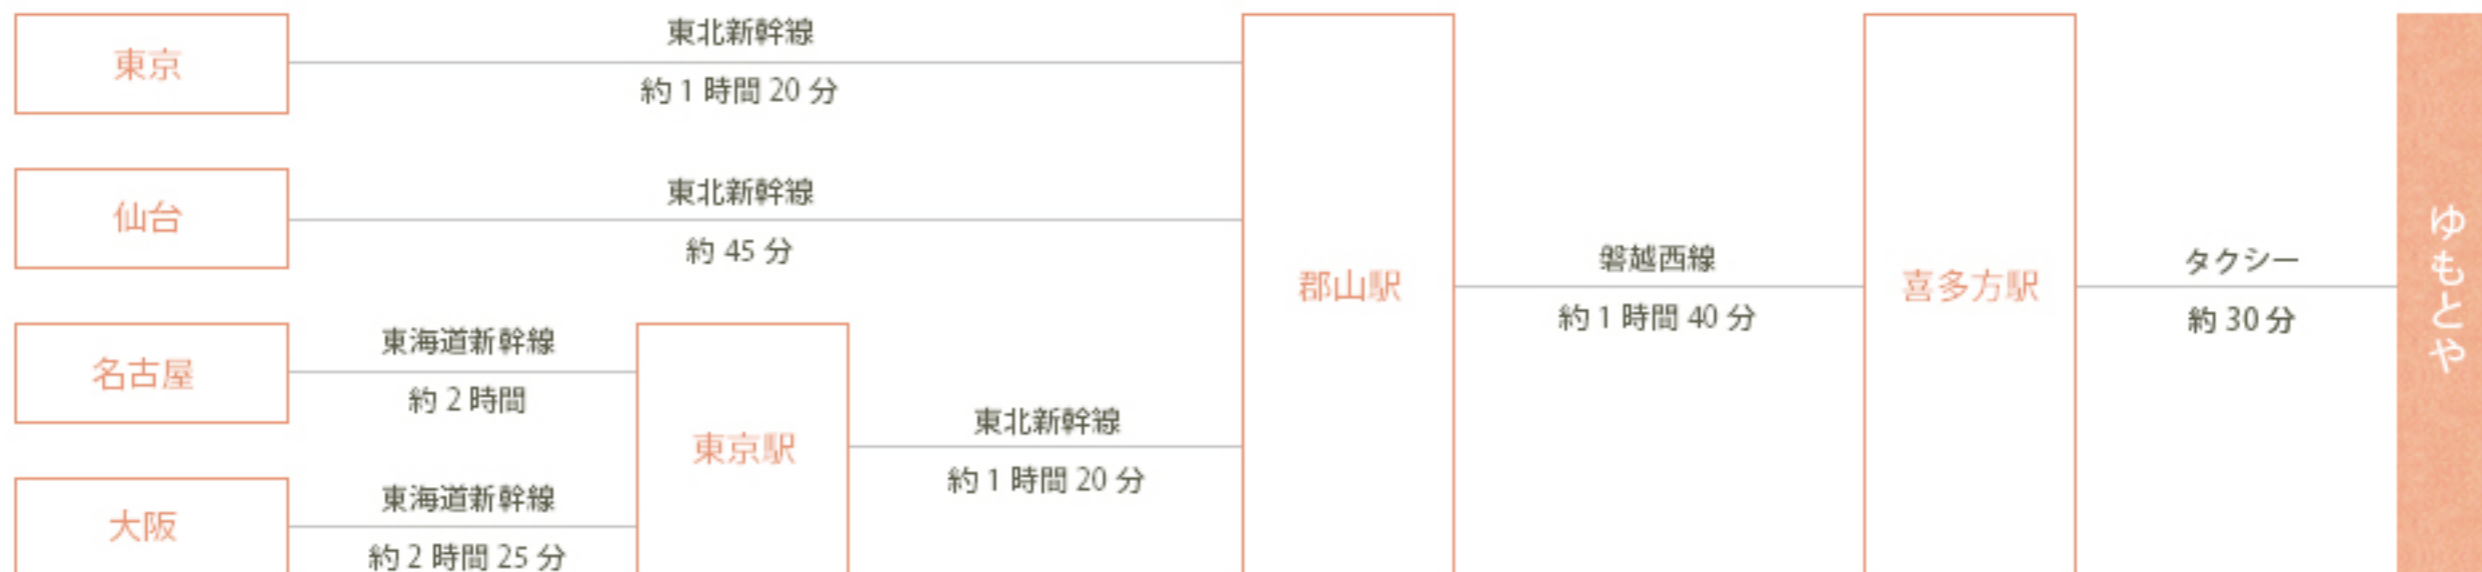 東京
東北新幹線
約 1 時間 20 分
仙台
東北新幹線
約 45 分
名古屋
東海道新幹線
約 2 時間
大阪
東海道新幹線
約 2 時間 25 分
東京駅
東北新幹線
約 1 時間 20 分
郡山駅
磐越西線
約 1 時間 40 分
喜多方駅
タクシー
約 30 分
ゆもとや